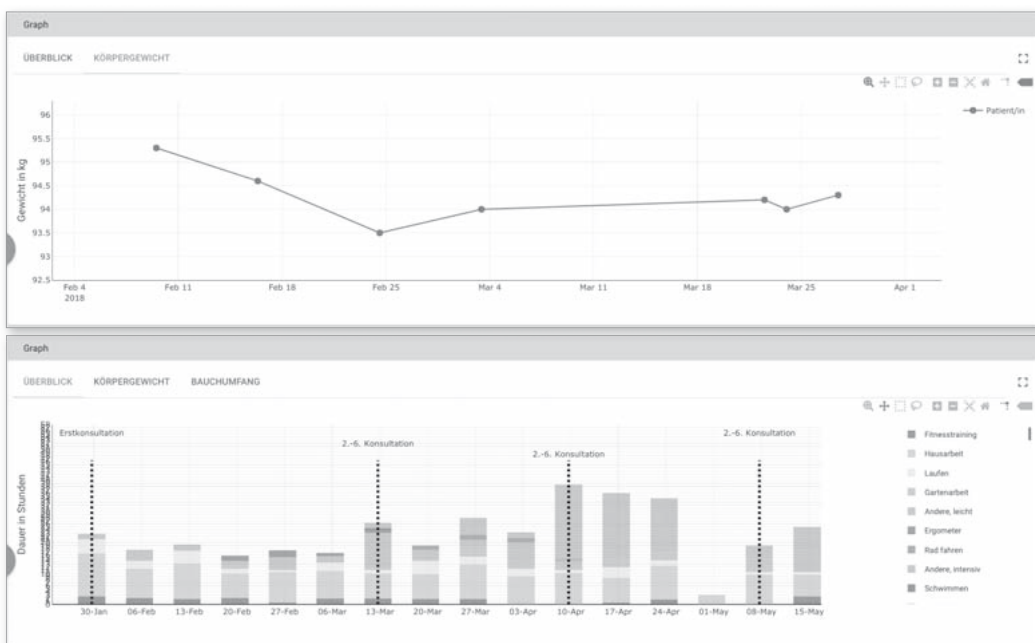 Graph
ÜBERBLICK KÖRPERGEWICHT
Patient/in
Gewicht in kg
96
95.5
95
94.5
94
93.5
93
92.5
Feb 4 Feb 11 Feb 18 Feb 25 Mar 4 Mar 11 Mar 18 Mar 25 Apr 1
2018
Graph
ÜBERBLICK KÖRPERGEWICHT BAUCHUMFANG
Erstkonsultation
2.-6. Konsultation
2.-6. Konsultation
2.-6. Konsultation
Dauer in Stunden
30-Jan 06-Feb 13-Feb 20-Feb 27-Feb 06-Mar 13-Mar 20-Mar 27-Mar 03-Apr 10-Apr 17-Apr 24-Apr 01-May 08-May 15-May
Fitnesstraining
Hausarbeit
Laufen
Gartenarbeit
Andere, leicht
Ergometer
Rad fahren
Andere, intensiv
Schwimmen